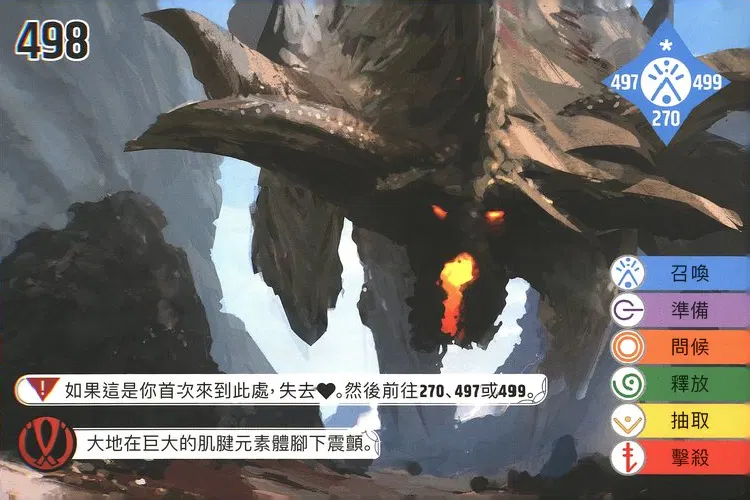 498
*
497 499
270
召喚
準備
問候
釋放
抽取
擊殺
! 如果這是你首次來到此處，失去♥。然後前往270、497或499。
大地在巨大的肌腱元素體腳下震顫。